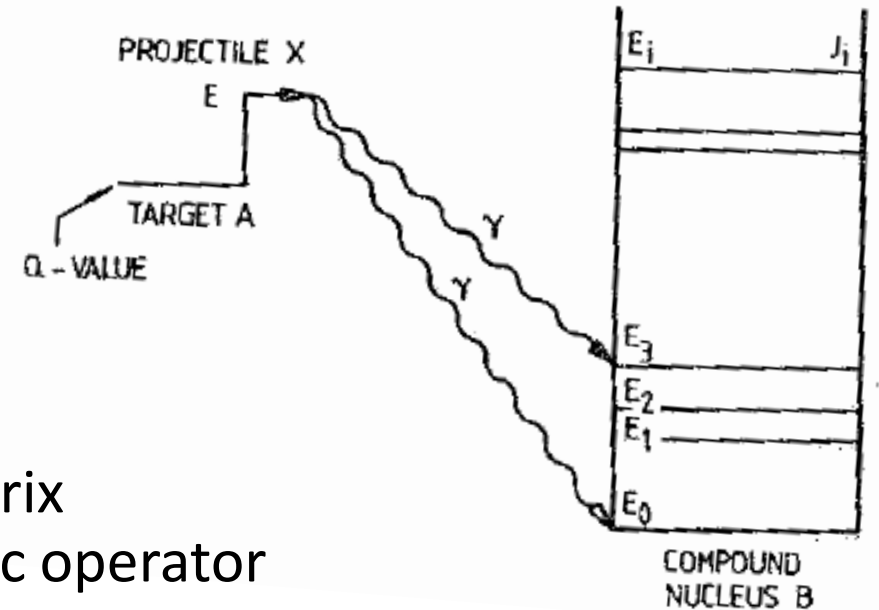 PROJECTILE X
E
TARGET A
Q - VALUE
γ
γ
Ei Ji
E3
E2
E1
E0
COMPOUND
NUCLEUS B
rix
c operator